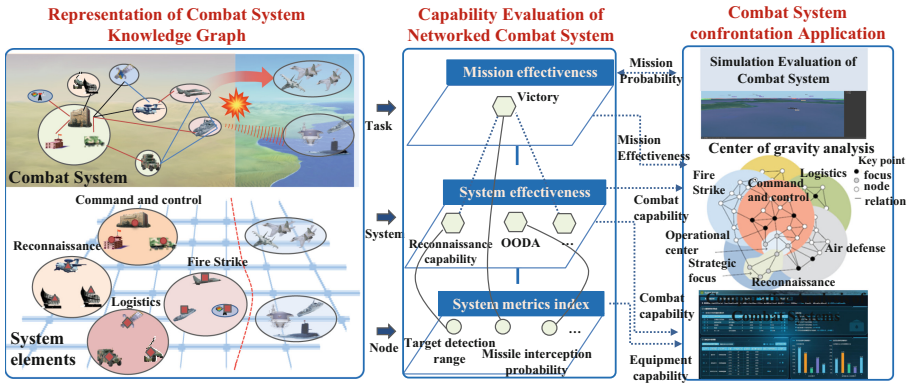 Representation of Combat System
Knowledge Graph
Combat System
Command and control
Reconnaissance
Fire Strike
Logistics
System
elements
Task
System
Node
Capability Evaluation of
Networked Combat System
Mission effectiveness
Victory
System effectiveness
Reconnaissance
capability
OODA
...
System metrics index
Target detection
range
Missile interception
probability
...
Mission
Probability
Mission
Effectiveness
Combat
capability
Combat
capability
Equipment capability
Combat System
confrontation Application
Simulation Evaluation of
Combat System
Center of gravity analysis
Key point
focus
node
relation
Fire
Strike
Logistics
Command
and control
Operational
center
Air defense
Strategic
focus
Reconnaissance
Combat Systems